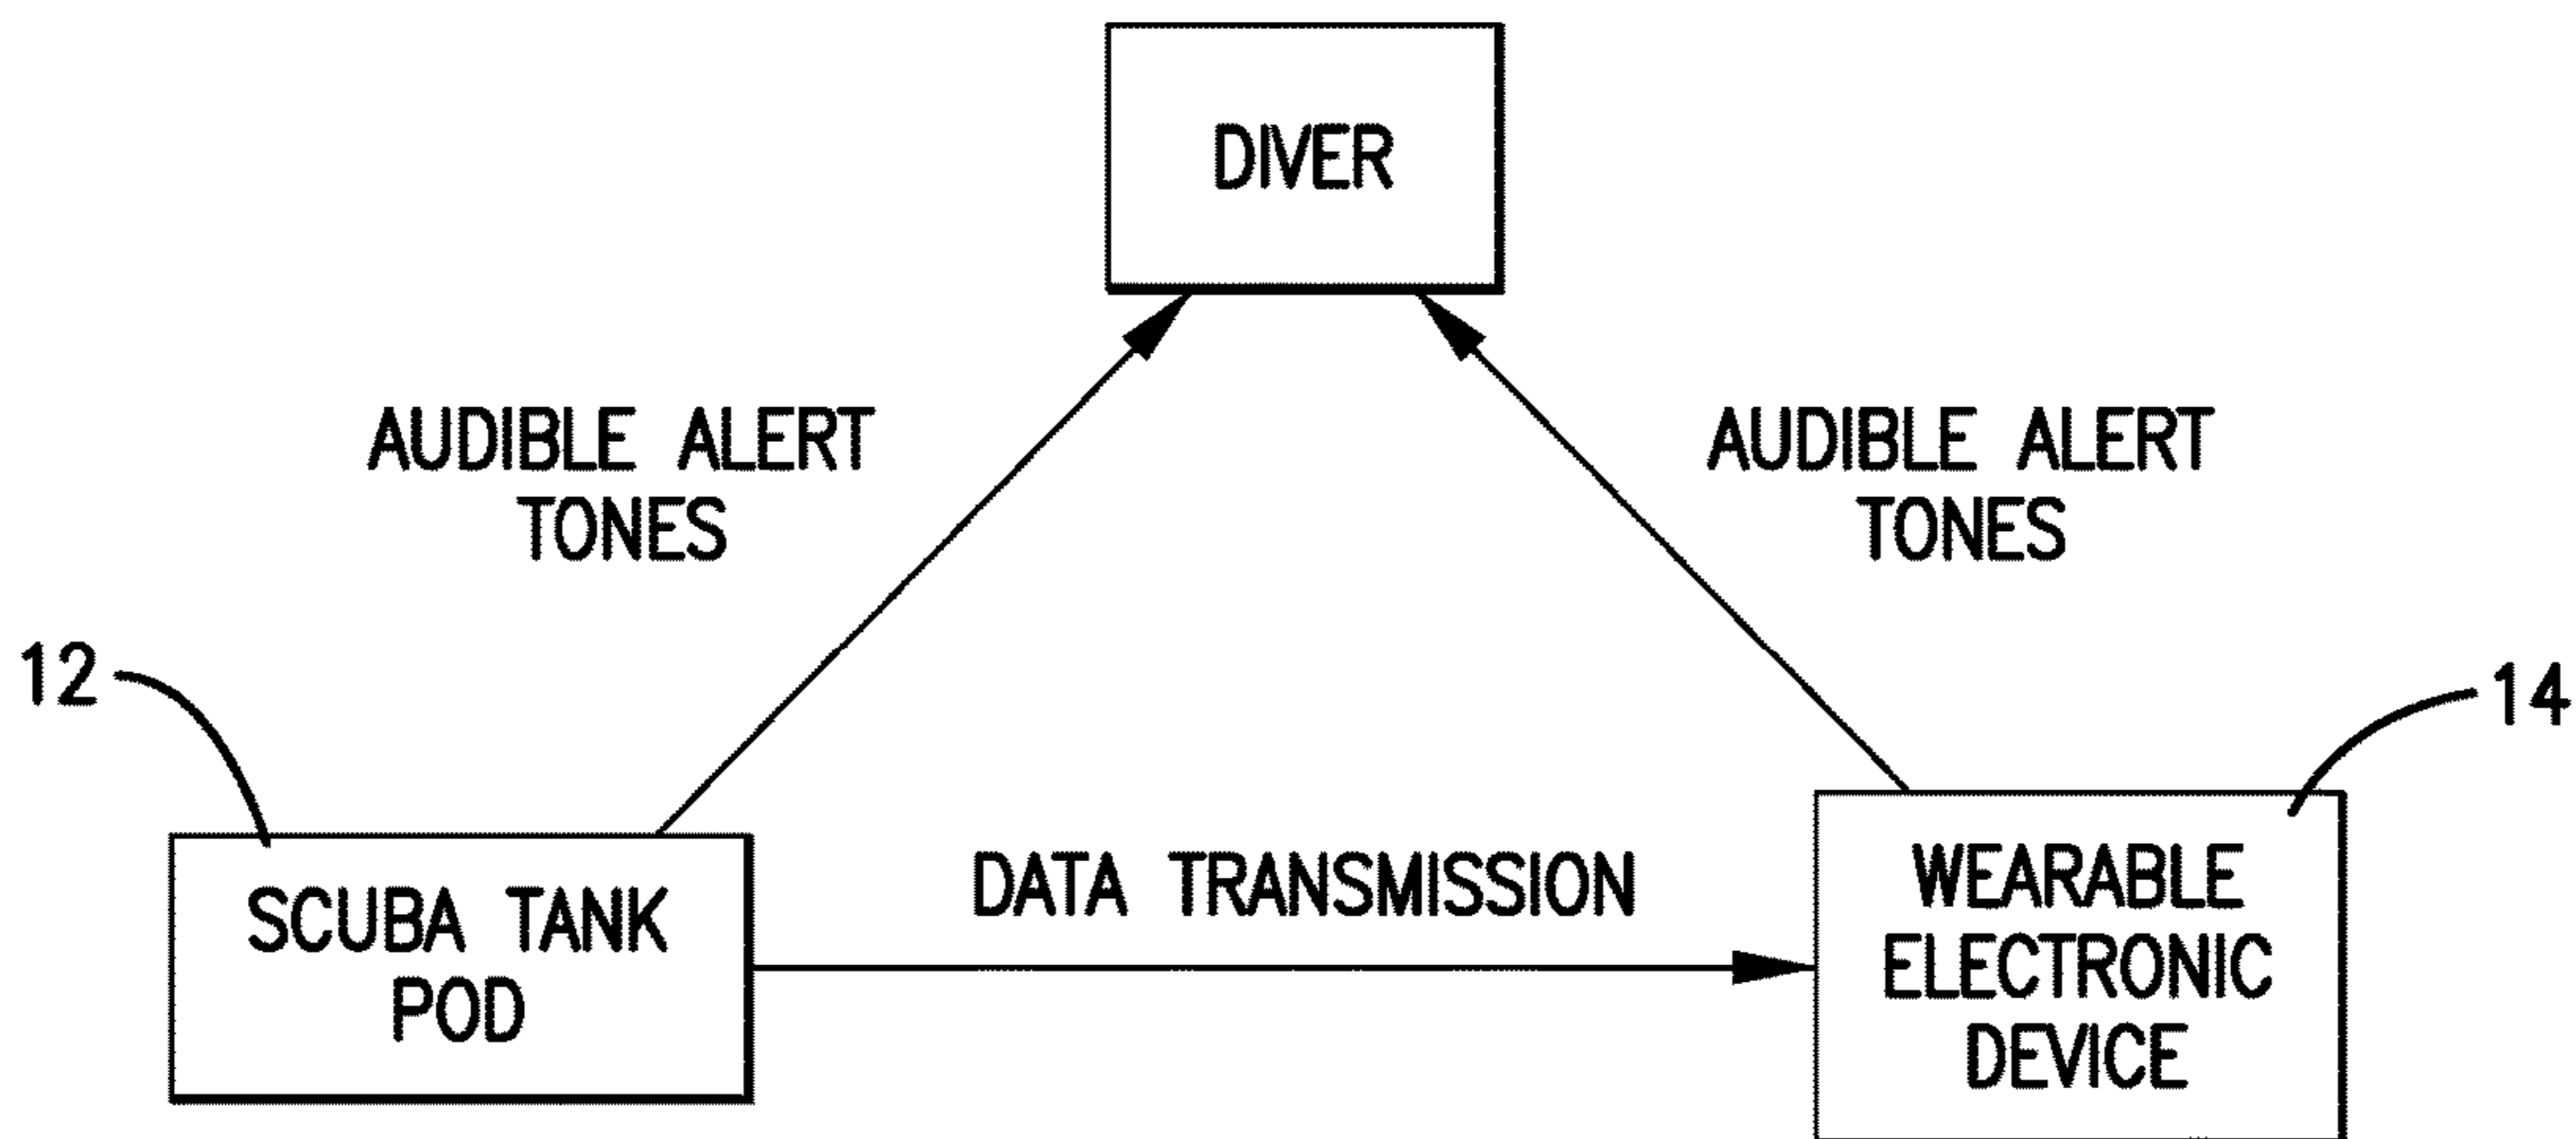 DIVER
AUDIBLE ALERT
TONES
AUDIBLE ALERT
TONES
12
14
SCUBA TANK
POD
DATA TRANSMISSION
WEARABLE
ELECTRONIC
DEVICE